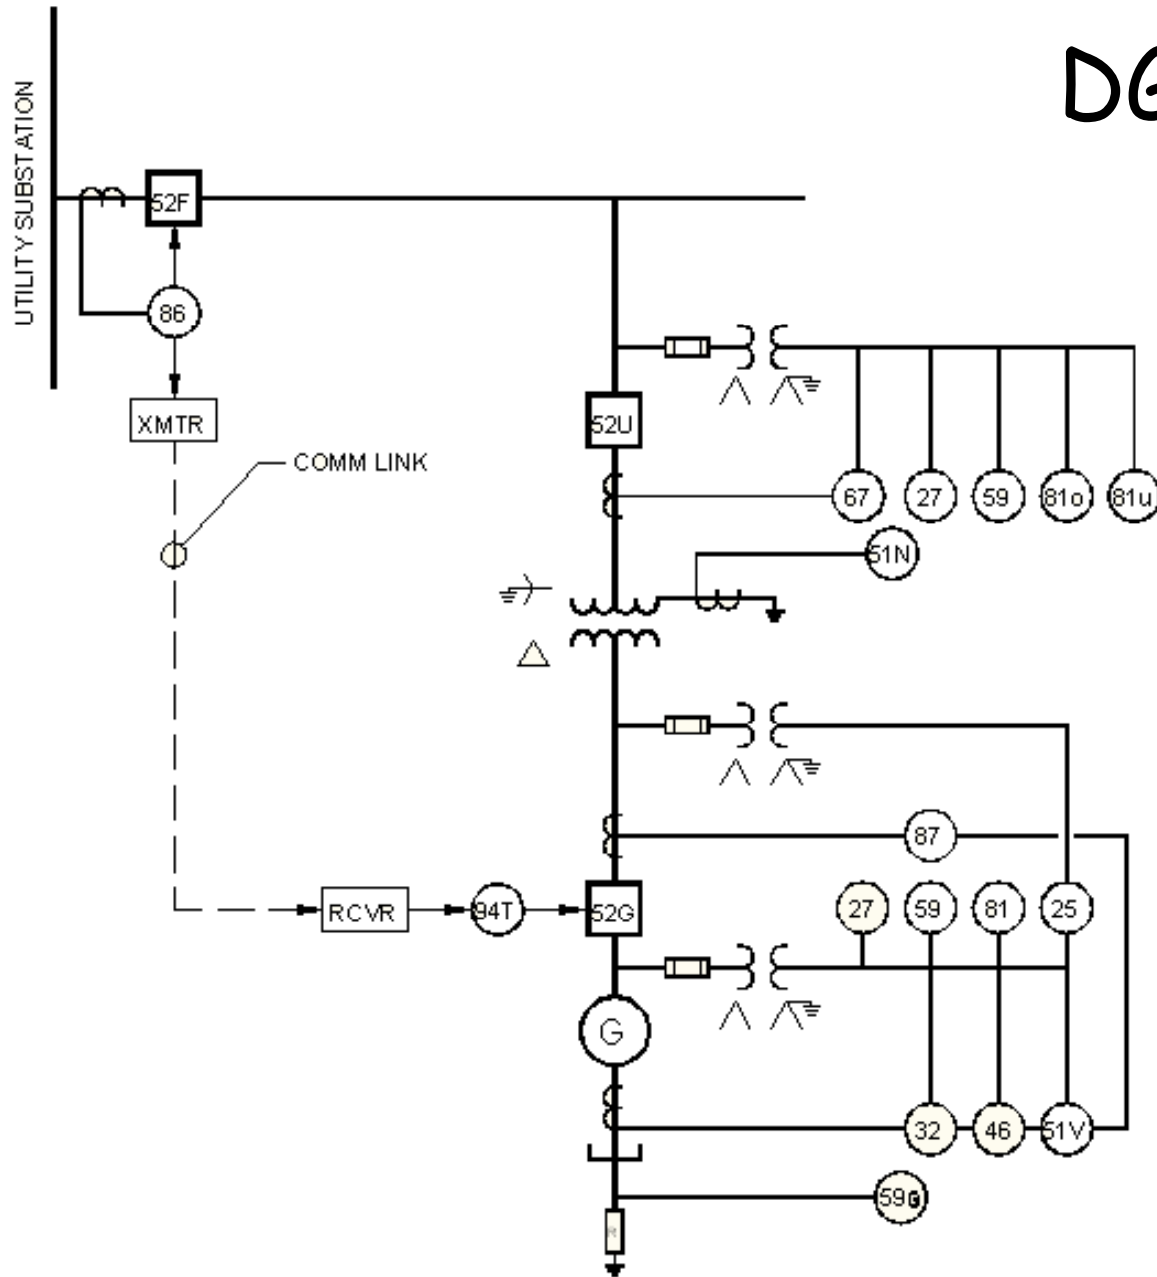 DG
UTILITY SUBSTATION
52F
86
XMTR
52U
COMM LINK
67
27
59
81o
81u
51N
87
RCVR
94T
52G
27
59
81
25
G
32
46
51V
59G
R